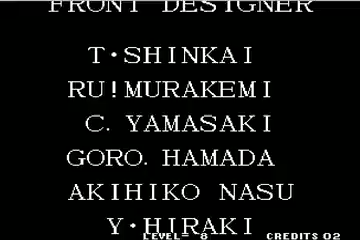 FRONT DESIGNER
T·SHINKAI
RU!MURAKEMI
C. YAMASAKI
GORO. HAMADA
AKIHIKO NASU
Y·HIRAKI
LEVEL- 8
CREDITS 02